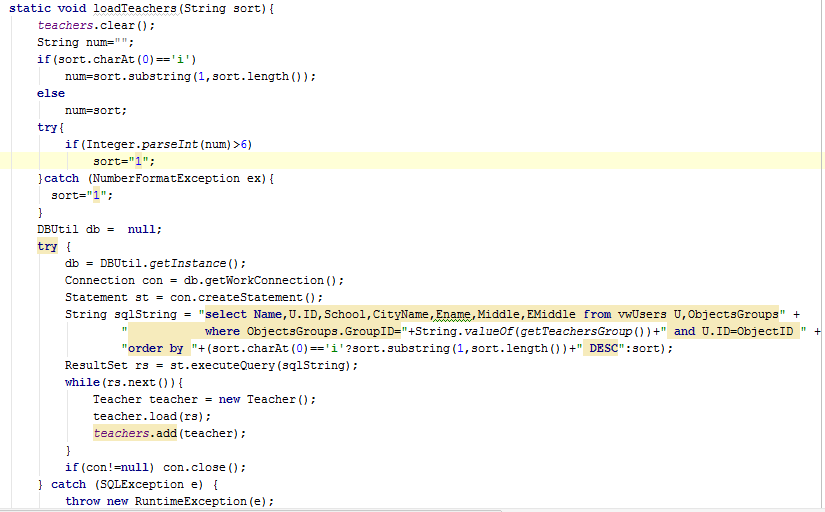 static void loadTeachers(String sort){
    teachers.clear();
    String num="";
    if(sort.charAt(0)=='i')
        num=sort.substring(1,sort.length());
    else
        num=sort;
    try{
        if(Integer.parseInt(num)>6)
            sort="1";
    }catch (NumberFormatException ex){
      sort="1";
    }
    DBUtil db =  null;
    try {
        db = DBUtil.getInstance();
        Connection con = db.getWorkConnection();
        Statement st = con.createStatement();
        String sqlString = "select Name,U.ID,School,CityName,Ename,Middle,EMiddle from vwUsers U,ObjectsGroups" +
                "           where ObjectsGroups.GroupID="+String.valueOf(getTeachersGroup())+" and U.ID=ObjectID " +
                "order by "+(sort.charAt(0)=='i'?sort.substring(1,sort.length())+" DESC":sort);
        ResultSet rs = st.executeQuery(sqlString);
        while(rs.next()){
            Teacher teacher = new Teacher();
            teacher.load(rs);
            teachers.add(teacher);
        }
        if(con!=null) con.close();
    } catch (SQLException e) {
        throw new RuntimeException(e);